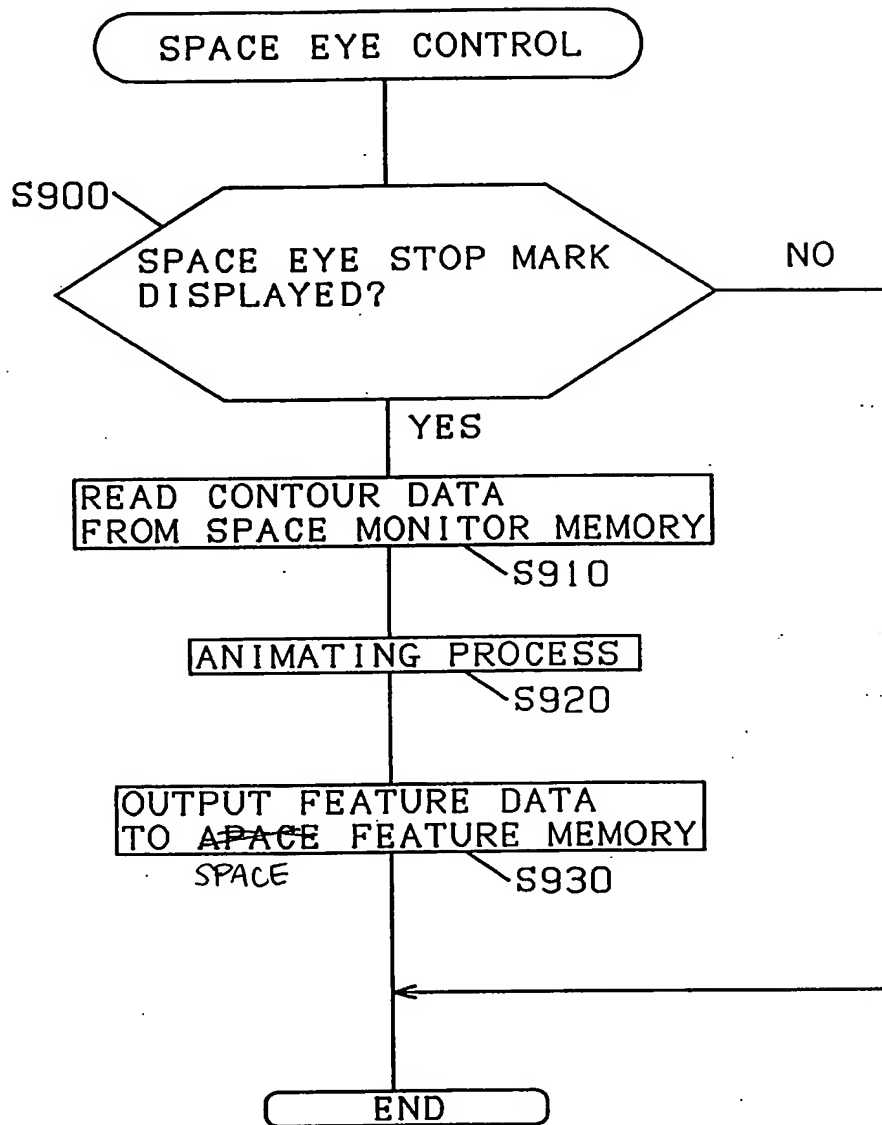 SPACE EYE CONTROL
S900
SPACE EYE STOP MARK
DISPLAYED?
NO
YES
READ CONTOUR DATA
FROM SPACE MONITOR MEMORY
S910
ANIMATING PROCESS
S920
OUTPUT FEATURE DATA
TO APACE FEATURE MEMORY
SPACE
S930
END